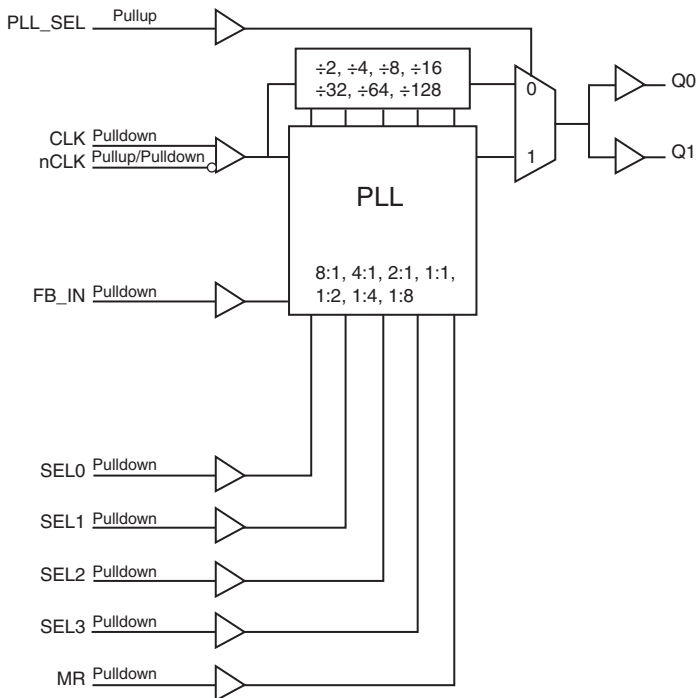 PLL_SEL Pullup
÷2, ÷4, ÷8, ÷16
÷32, ÷64, ÷128
0
Q0
CLK Pulldown
nCLK Pullup/Pulldown
1
Q1
PLL
8:1, 4:1, 2:1, 1:1,
1:2, 1:4, 1:8
FB_IN Pulldown
SEL0 Pulldown
SEL1 Pulldown
SEL2 Pulldown
SEL3 Pulldown
MR Pulldown